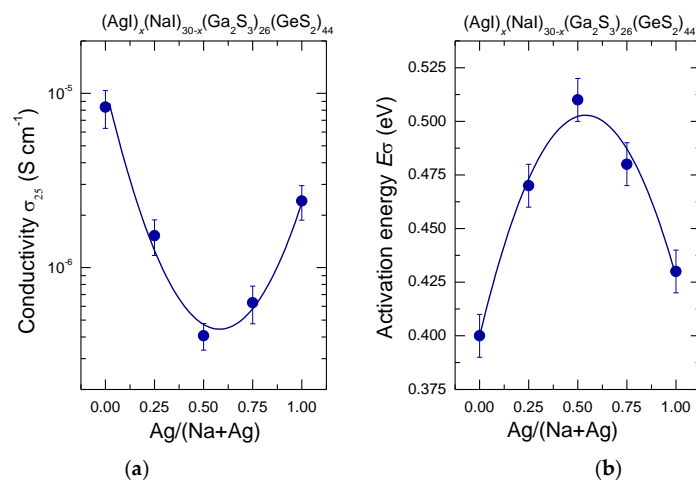 (AgI)x(NaI)30-x(Ga2S3)26(GeS2)44
10-5
10-6
Conductivity σ25 (S cm-1)
0.00 0.25 0.50 0.75 1.00
Ag/(Na+Ag)
(a)
(AgI)x(NaI)30-x(Ga2S3)26(GeS2)44
0.525
0.500
0.475
0.450
0.425
0.400
0.375
Activation energy Eσ (eV)
0.00 0.25 0.50 0.75 1.00
Ag/(Na+Ag)
(b)